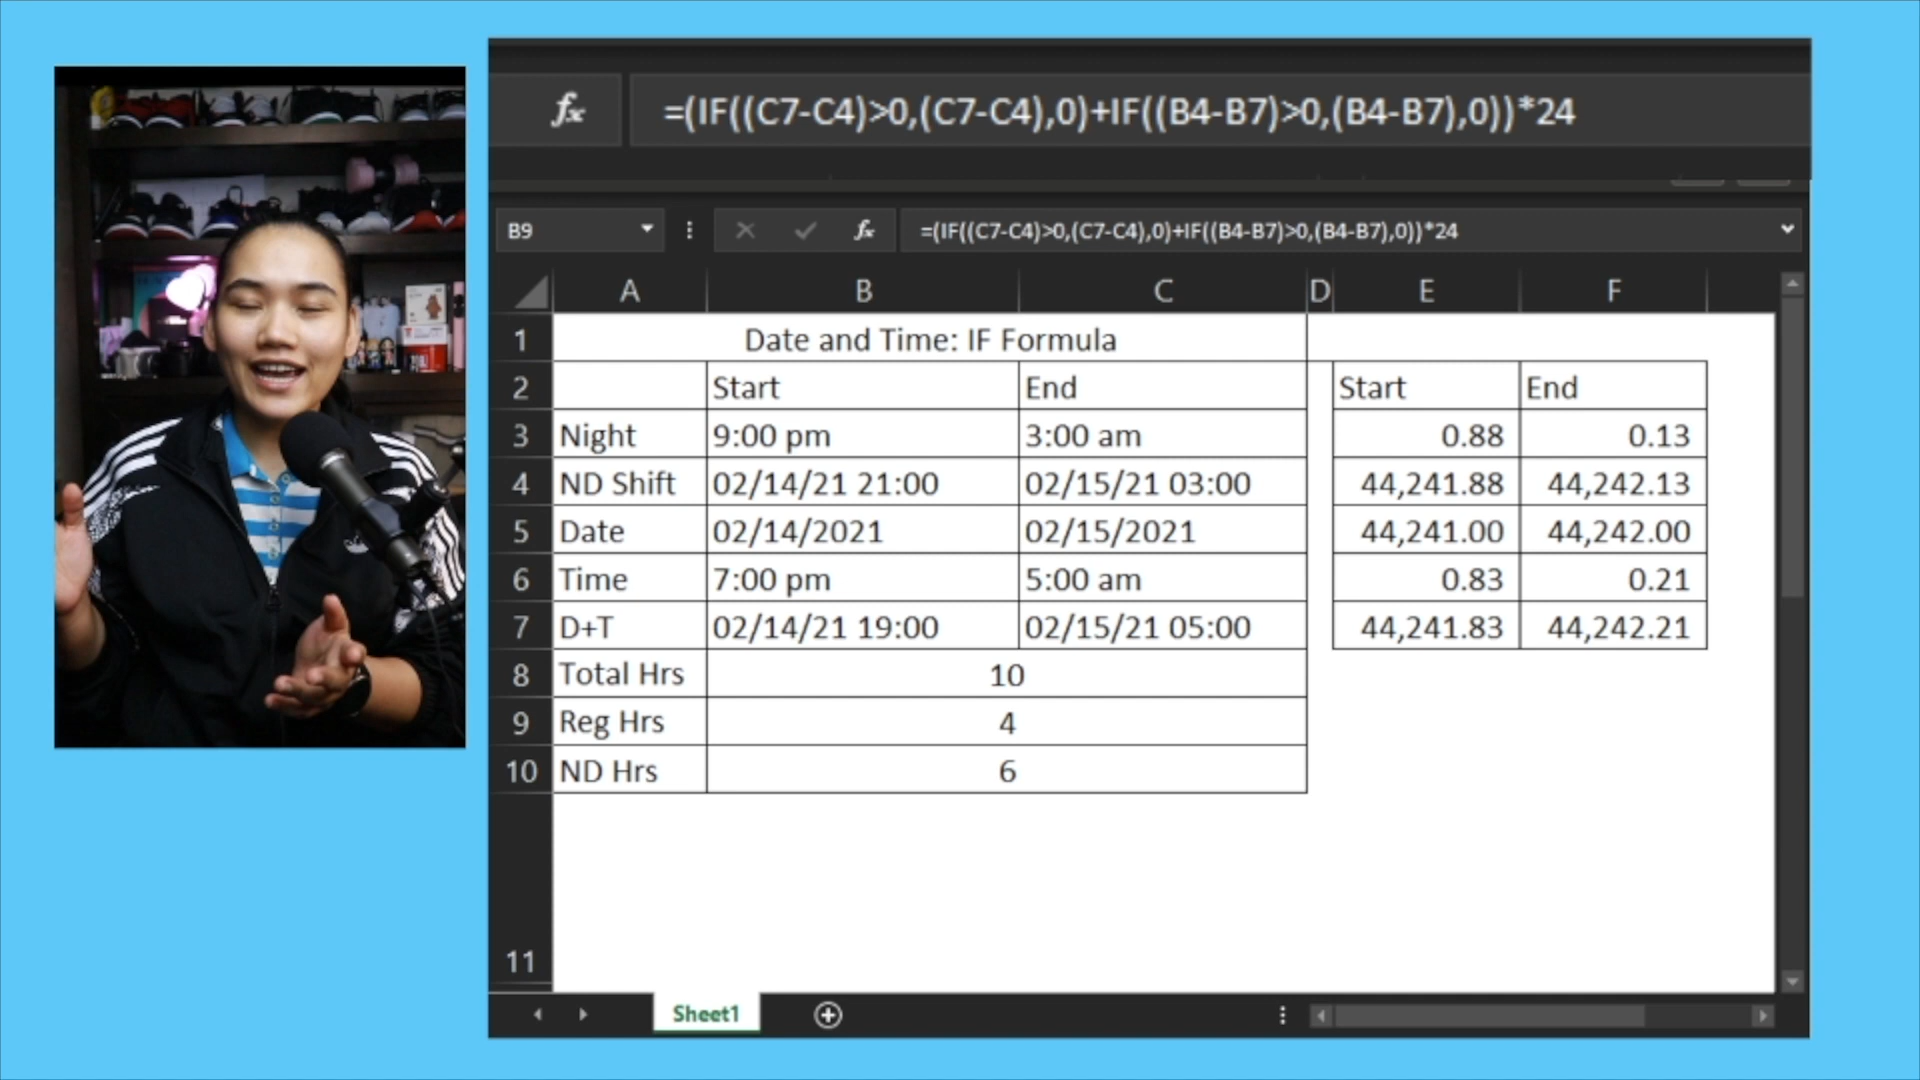 fx =(IF((C7-C4)>0,(C7-C4),0)+IF((B4-B7)>0,(B4-B7),0))*24
B9 fx =(IF((C7-C4)>0,(C7-C4),0)+IF((B4-B7)>0,(B4-B7),0))*24
A B C D E F
1 Date and Time: IF Formula
2 Start End Start End
3 Night 9:00 pm 3:00 am 0.88 0.13
4 ND Shift 02/14/21 21:00 02/15/21 03:00 44,241.88 44,242.13
5 Date 02/14/2021 02/15/2021 44,241.00 44,242.00
6 Time 7:00 pm 5:00 am 0.83 0.21
7 D+T 02/14/21 19:00 02/15/21 05:00 44,241.83 44,242.21
8 Total Hrs 10
9 Reg Hrs 4
10 ND Hrs 6
11
Sheet1